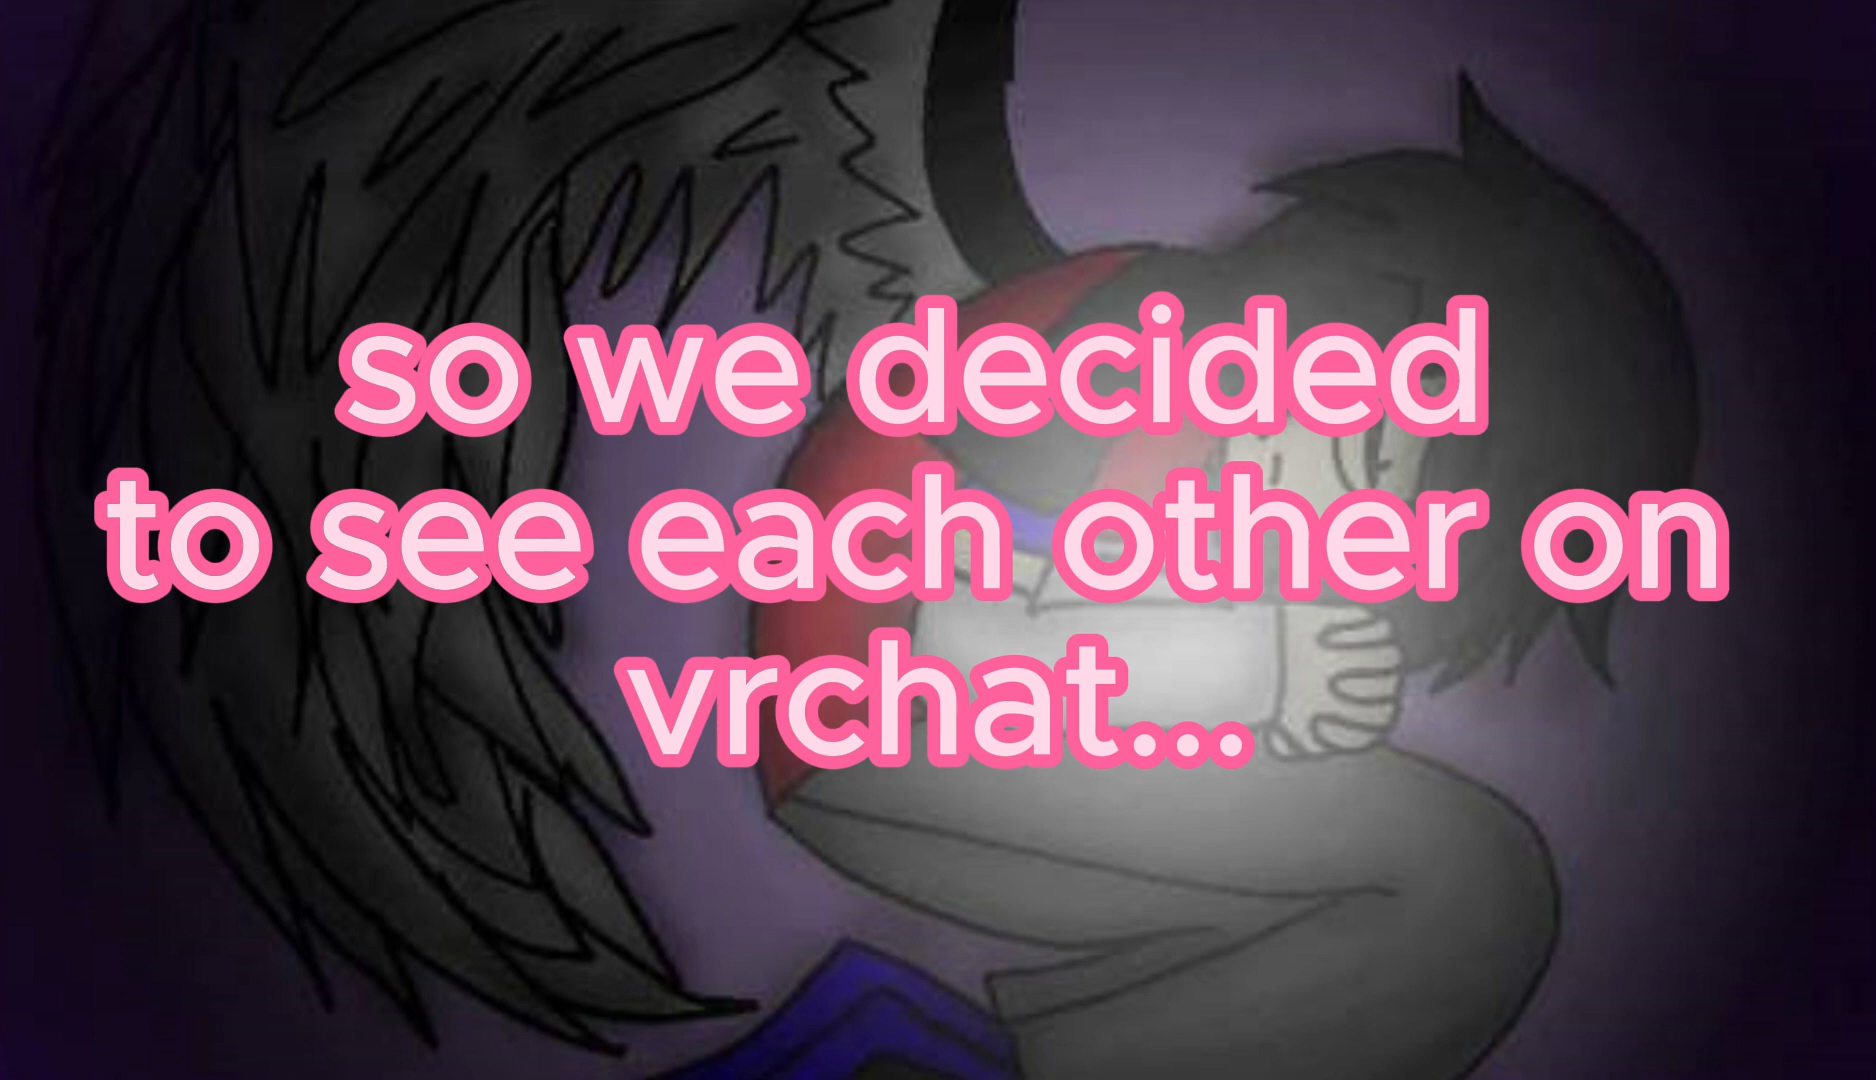 so we decided
to see each other on
vrchat...